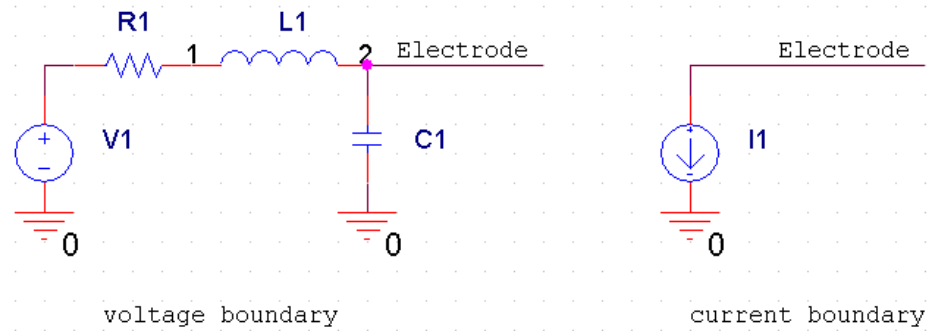 R1 L1
1 2 Electrode Electrode
+ +
V1 C1 I1
− -
0 0 0
voltage boundary current boundary